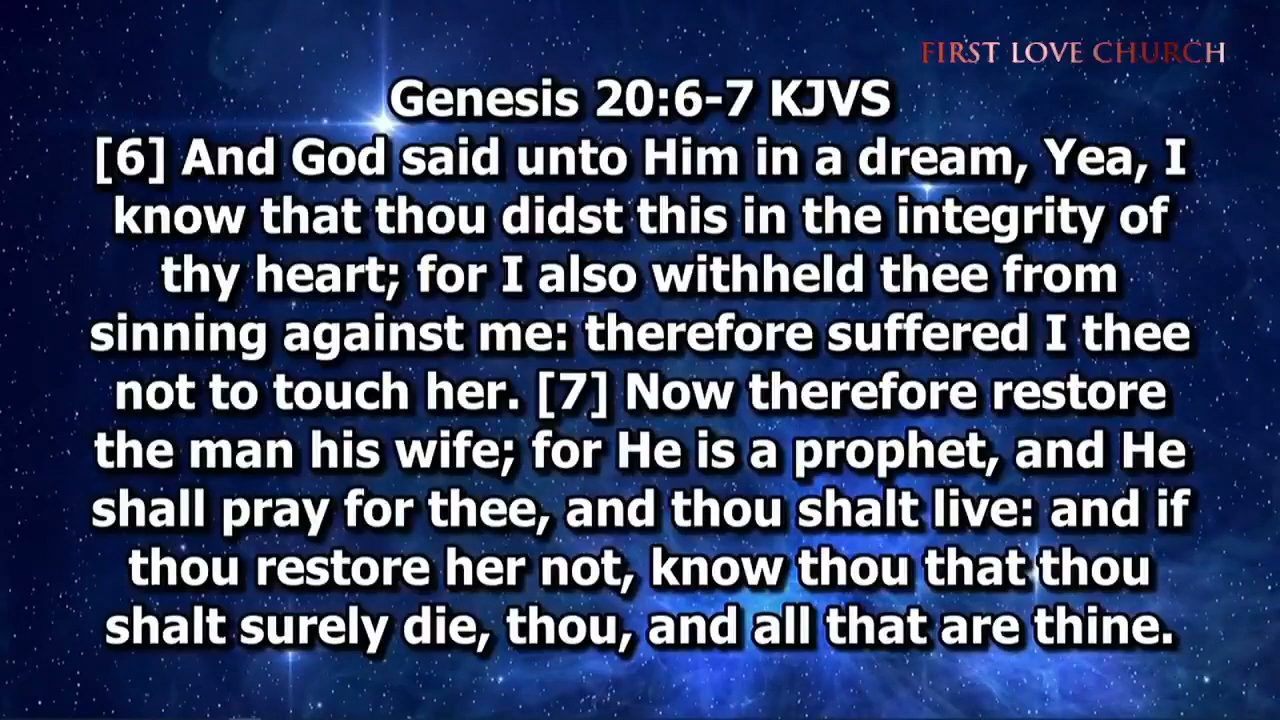 FIRST LOVE CHURCH
Genesis 20:6-7 KJVS
[6] And God said unto Him in a dream, Yea, I
know that thou didst this in the integrity of
thy heart; for I also withheld thee from
sinning against me: therefore suffered I thee
not to touch her. [7] Now therefore restore
the man his wife; for He is a prophet, and He
shall pray for thee, and thou shalt live: and if
thou restore her not, know thou that thou
shalt surely die, thou, and all that are thine.